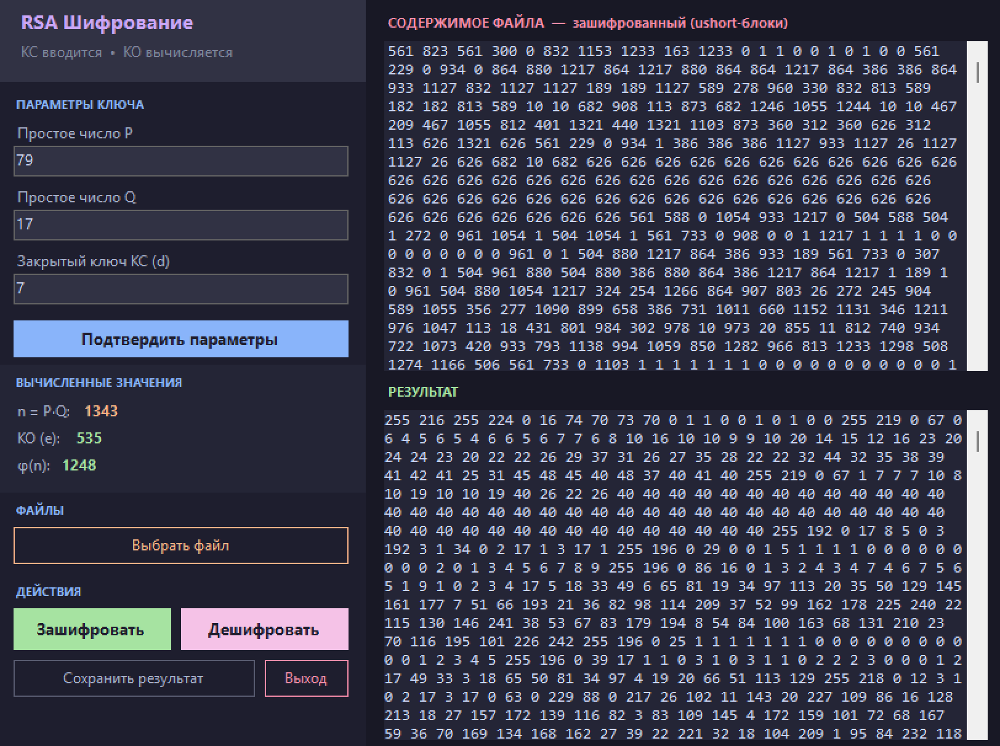 RSA Шифрование
КС вводится • КО вычисляется
ПАРАМЕТРЫ КЛЮЧА
Простое число P
79
Простое число Q
17
Закрытый ключ КС (d)
7
Подтвердить параметры
ВЫЧИСЛЕННЫЕ ЗНАЧЕНИЯ
n = P·Q: 1343
КО (e): 535
φ(n): 1248
ФАЙЛЫ
Выбрать файл
ДЕЙСТВИЯ
Зашифровать
Дешифровать
Сохранить результат
Выход
СОДЕРЖИМОЕ ФАЙЛА — зашифрованный (ushort-блоки)
561 823 561 300 0 832 1153 1233 163 1233 0 1 1 0 0 1 0 1 0 0 561
229 0 934 0 864 880 1217 864 1217 880 864 864 1217 864 386 386 864
933 1127 832 1127 1127 189 189 1127 589 278 960 330 832 813 589
182 182 813 589 10 10 682 908 113 873 682 1246 1055 1244 10 10 467
209 467 1055 812 401 1321 440 1321 1103 873 360 312 360 626 312
113 626 1321 626 561 229 0 934 1 386 386 386 1127 933 1127 26 1127
1127 26 626 682 10 682 626 626 626 626 626 626 626 626 626 626 626
626 626 626 626 626 626 626 626 626 626 626 626 626 626 626 626
626 626 626 626 626 626 626 626 626 626 626 626 626 626 626 626
626 626 626 626 626 626 626 561 588 0 1054 933 1217 0 504 588 504
1 272 0 961 1054 1 504 1054 1 561 733 0 908 0 0 1 1217 1 1 1 1 0 0
0 0 0 0 0 0 0 961 0 1 504 880 1217 864 386 933 189 561 733 0 307
832 0 1 504 961 880 504 880 386 880 864 386 1217 864 1217 1 189 1
0 961 504 880 1054 1217 324 254 1266 864 907 803 26 272 245 904
589 1055 356 277 1090 899 658 386 731 1011 660 1152 1131 346 1211
976 1047 113 18 431 801 984 302 978 10 973 20 855 11 812 740 934
722 1073 420 933 793 1138 994 1059 850 1282 966 813 1233 1298 508
1274 1166 506 561 733 0 1103 1 1 1 1 1 1 1 0 0 0 0 0 0 0 0 0 0 0 1
РЕЗУЛЬТАТ
255 216 255 224 0 16 74 70 73 70 0 1 1 0 0 1 0 1 0 0 255 219 0 67 0
6 4 5 6 5 4 6 6 5 6 7 7 6 8 10 16 10 10 9 9 10 20 14 15 12 16 23 20
24 24 23 20 22 22 26 29 37 31 26 27 35 28 22 22 32 44 32 35 38 39
41 42 41 25 31 45 48 45 40 48 37 40 41 40 255 219 0 67 1 7 7 7 10 8
10 19 10 10 19 40 26 22 26 40 40 40 40 40 40 40 40 40 40 40 40 40
40 40 40 40 40 40 40 40 40 40 40 40 40 40 40 40 40 40 40 40 40 40
40 40 40 40 40 40 40 40 40 40 40 40 40 40 40 255 192 0 17 8 5 0 3
192 3 1 34 0 2 17 1 3 17 1 255 196 0 29 0 0 1 5 1 1 1 1 0 0 0 0 0 0
0 0 0 2 0 1 3 4 5 6 7 8 9 255 196 0 86 16 0 1 3 2 4 3 4 7 4 6 7 5 6
5 1 9 1 0 2 3 4 17 5 18 33 49 6 65 81 19 34 97 113 20 35 50 129 145
161 177 7 51 66 193 21 36 82 98 114 209 37 52 99 162 178 225 240 22
115 130 146 241 38 53 67 83 179 194 8 54 84 100 163 68 131 210 23
70 116 195 101 226 242 255 196 0 25 1 1 1 1 1 1 1 0 0 0 0 0 0 0 0 0
0 0 1 2 3 4 5 255 196 0 39 17 1 1 0 3 1 0 3 1 1 0 2 2 2 3 0 0 0 1 2
17 49 33 3 18 65 50 81 34 97 4 19 20 66 51 113 129 255 218 0 12 3 1
0 2 17 3 17 0 63 0 229 88 0 217 26 102 11 143 20 227 109 86 16 128
213 18 27 157 172 139 116 82 3 83 109 145 4 172 159 101 72 68 167
59 36 70 169 134 168 162 27 39 22 221 32 18 104 209 1 95 84 232 118